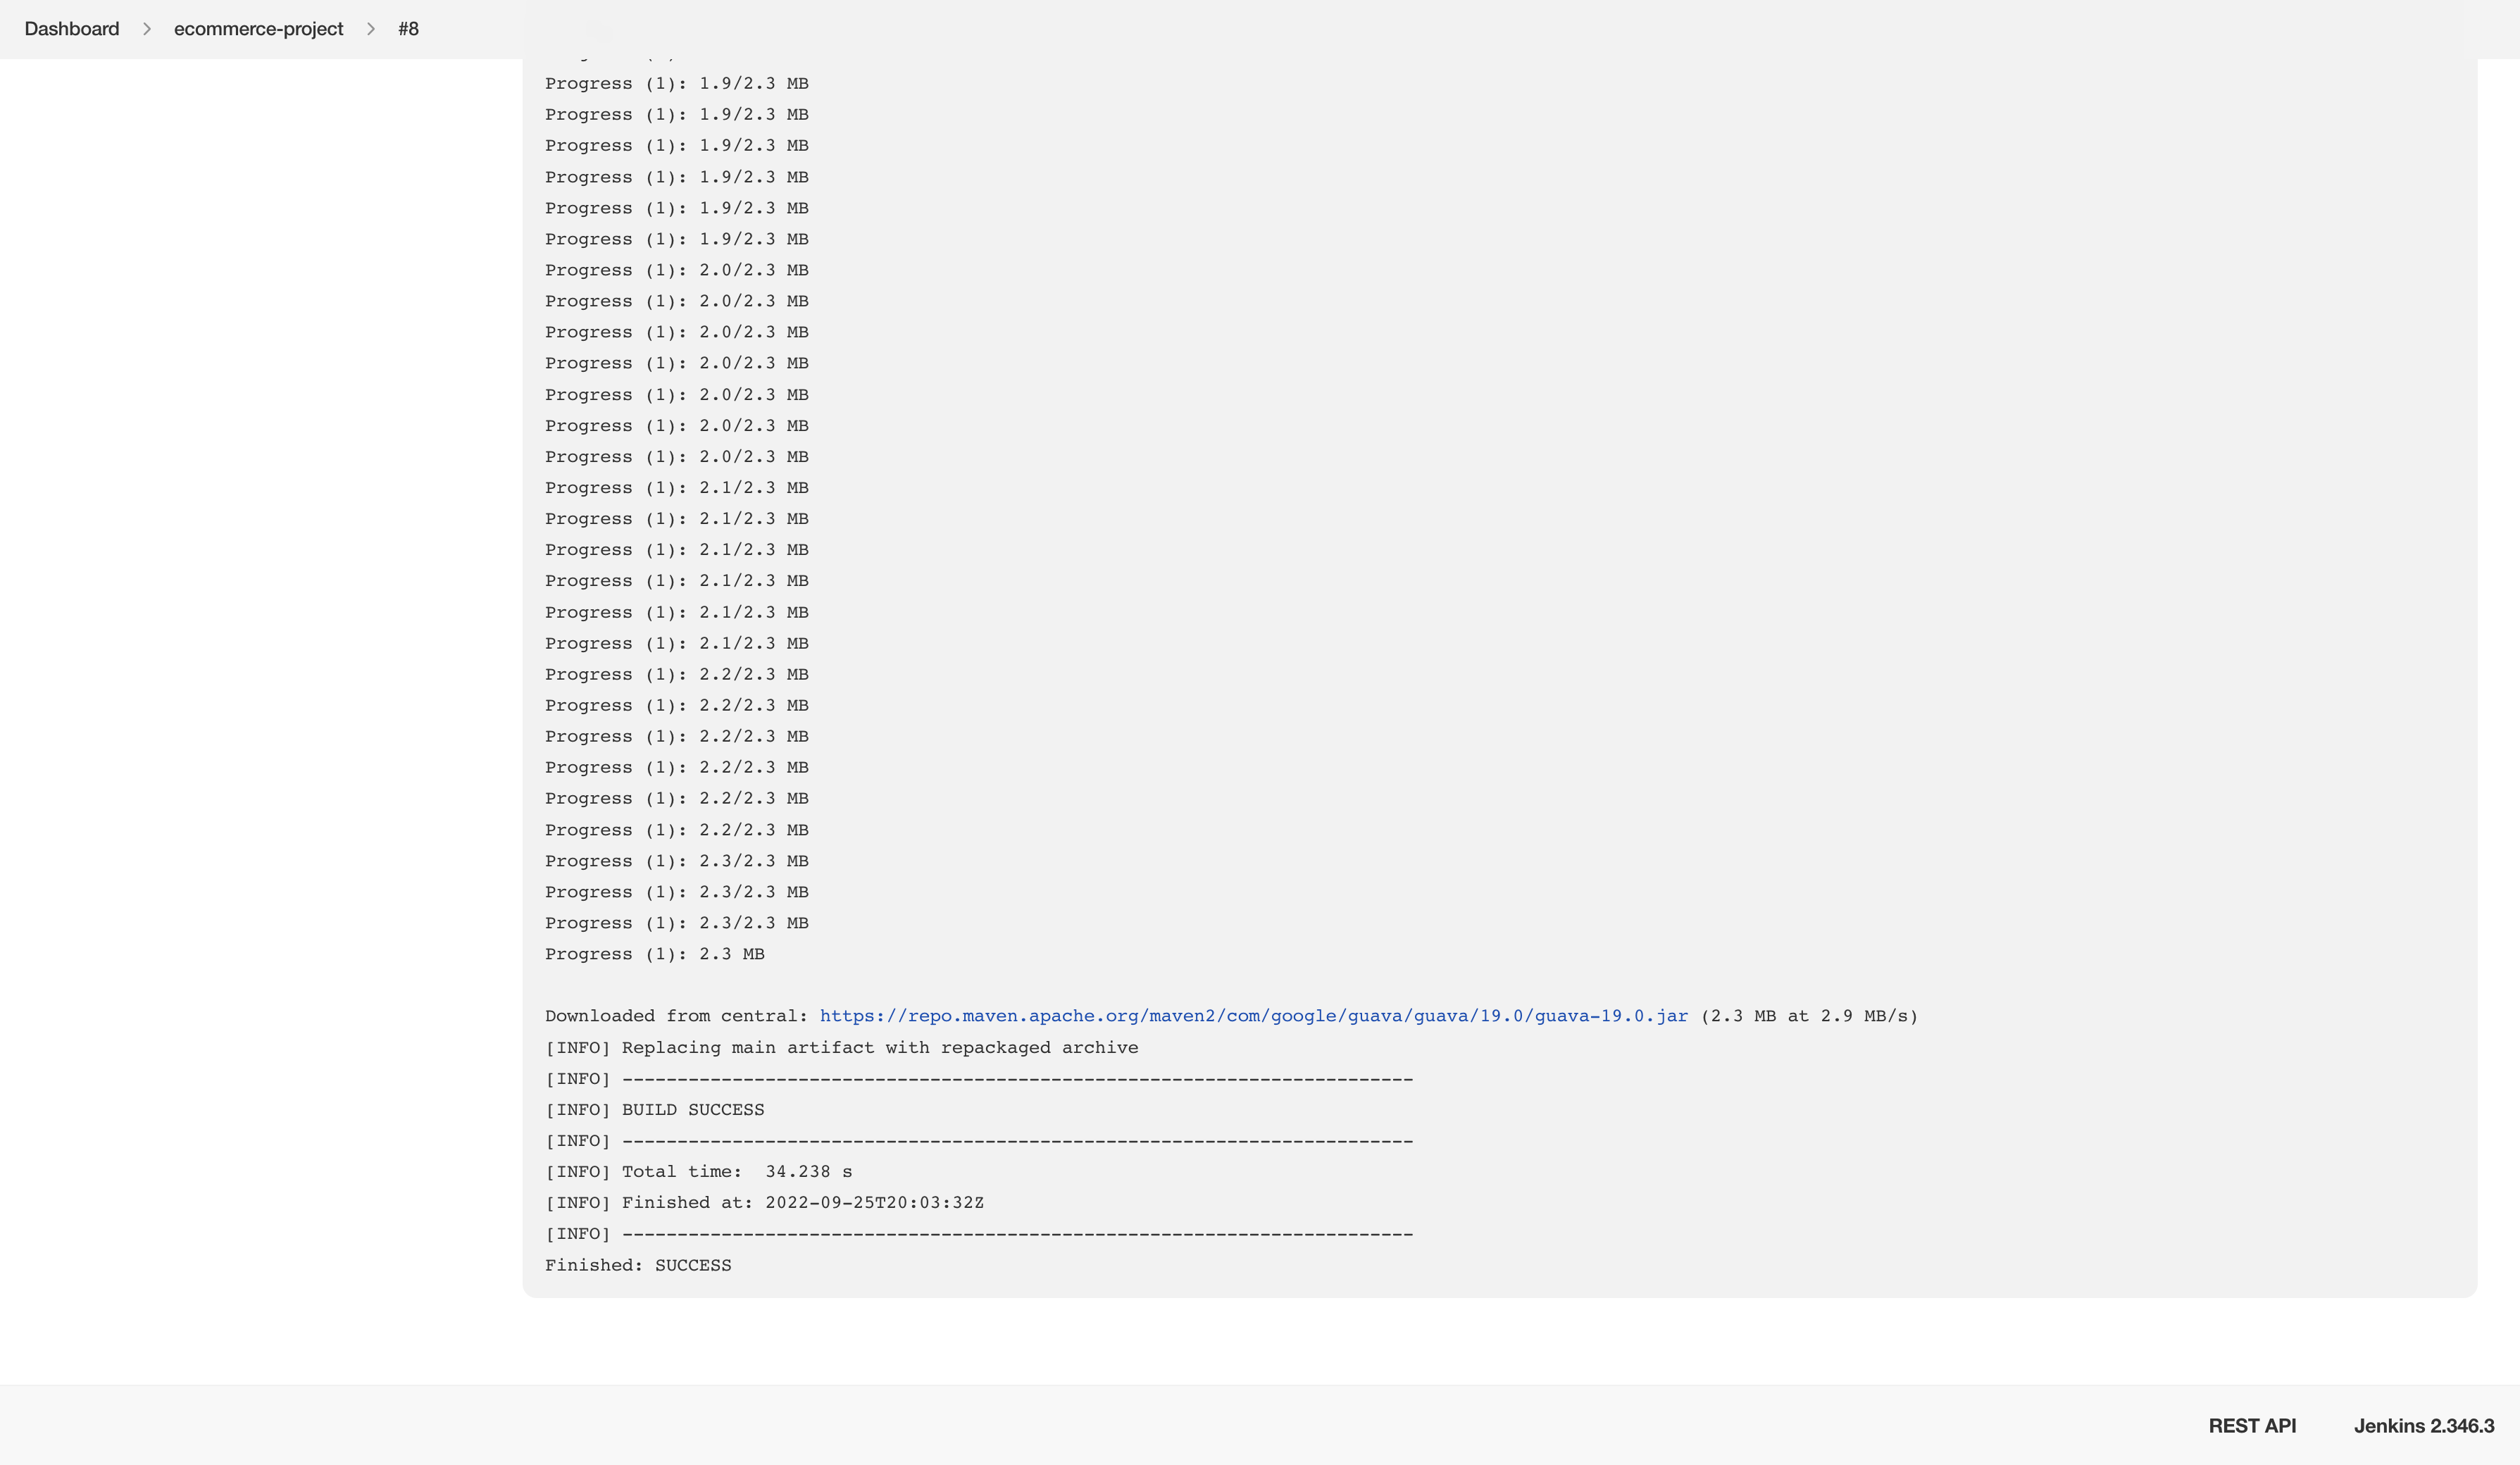 Dashboard > ecommerce-project > #8
Progress (1): 1.9/2.3 MB
Progress (1): 1.9/2.3 MB
Progress (1): 1.9/2.3 MB
Progress (1): 1.9/2.3 MB
Progress (1): 1.9/2.3 MB
Progress (1): 1.9/2.3 MB
Progress (1): 2.0/2.3 MB
Progress (1): 2.0/2.3 MB
Progress (1): 2.0/2.3 MB
Progress (1): 2.0/2.3 MB
Progress (1): 2.0/2.3 MB
Progress (1): 2.0/2.3 MB
Progress (1): 2.0/2.3 MB
Progress (1): 2.1/2.3 MB
Progress (1): 2.1/2.3 MB
Progress (1): 2.1/2.3 MB
Progress (1): 2.1/2.3 MB
Progress (1): 2.1/2.3 MB
Progress (1): 2.1/2.3 MB
Progress (1): 2.2/2.3 MB
Progress (1): 2.2/2.3 MB
Progress (1): 2.2/2.3 MB
Progress (1): 2.2/2.3 MB
Progress (1): 2.2/2.3 MB
Progress (1): 2.2/2.3 MB
Progress (1): 2.3/2.3 MB
Progress (1): 2.3/2.3 MB
Progress (1): 2.3/2.3 MB
Progress (1): 2.3 MB
Downloaded from central: https://repo.maven.apache.org/maven2/com/google/guava/guava/19.0/guava-19.0.jar (2.3 MB at 2.9 MB/s)
[INFO] Replacing main artifact with repackaged archive
[INFO] ------------------------------------------------------------------------
[INFO] BUILD SUCCESS
[INFO] ------------------------------------------------------------------------
[INFO] Total time:  34.238 s
[INFO] Finished at: 2022-09-25T20:03:32Z
[INFO] ------------------------------------------------------------------------
Finished: SUCCESS
REST API
Jenkins 2.346.3